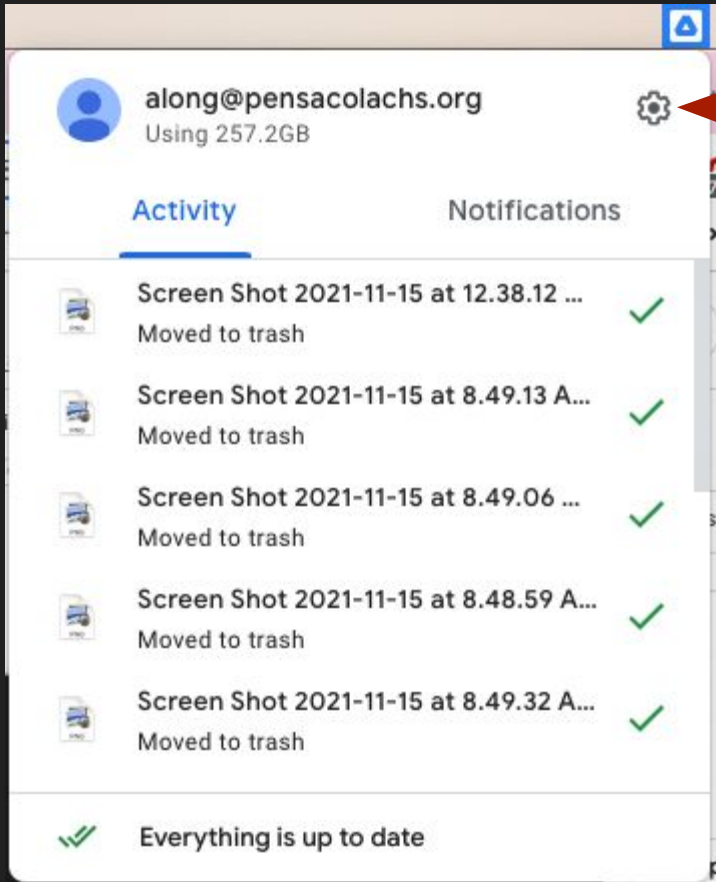 along@pensacolachs.org
Using 257.2GB
Activity
Notifications
Screen Shot 2021-11-15 at 12.38.12 ...
Moved to trash
Screen Shot 2021-11-15 at 8.49.13 A...
Moved to trash
Screen Shot 2021-11-15 at 8.49.06 ...
Moved to trash
Screen Shot 2021-11-15 at 8.48.59 A...
Moved to trash
Screen Shot 2021-11-15 at 8.49.32 A...
Moved to trash
Everything is up to date